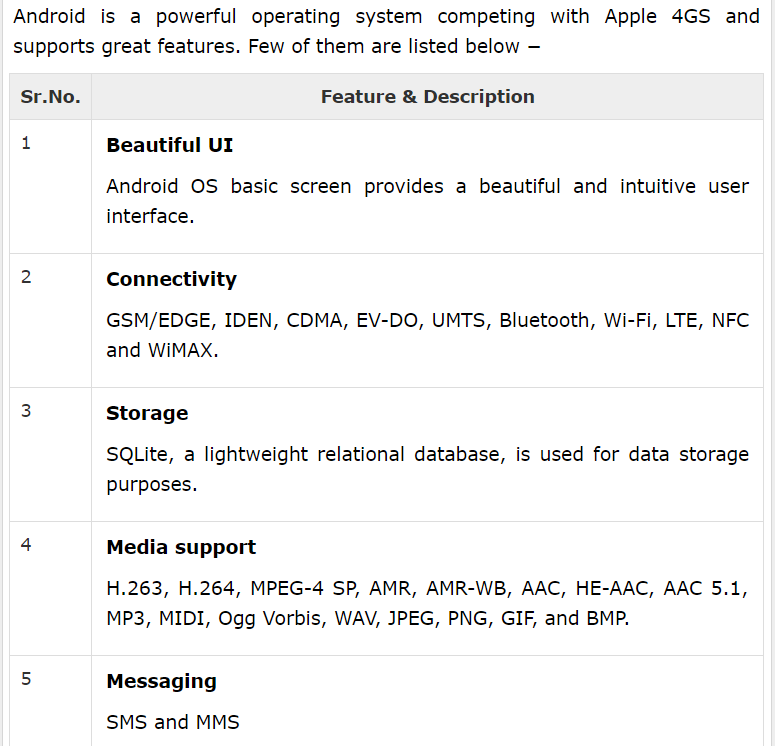 Android is a powerful operating system competing with Apple 4GS and
supports great features. Few of them are listed below −
Sr.No. Feature & Description
1 Beautiful UI
Android OS basic screen provides a beautiful and intuitive user
interface.
2 Connectivity
GSM/EDGE, IDEN, CDMA, EV-DO, UMTS, Bluetooth, Wi-Fi, LTE, NFC
and WiMAX.
3 Storage
SQLite, a lightweight relational database, is used for data storage
purposes.
4 Media support
H.263, H.264, MPEG-4 SP, AMR, AMR-WB, AAC, HE-AAC, AAC 5.1,
MP3, MIDI, Ogg Vorbis, WAV, JPEG, PNG, GIF, and BMP.
5 Messaging
SMS and MMS